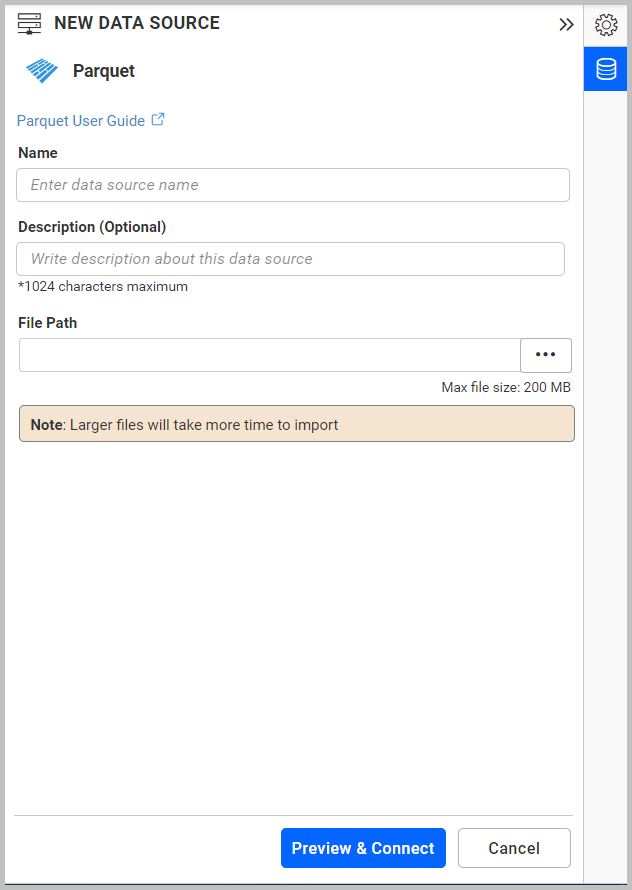 NEW DATA SOURCE
Parquet
Parquet User Guide
Name
Enter data source name
Description (Optional)
Write description about this data source
*1024 characters maximum
File Path
Max file size: 200 MB
Note: Larger files will take more time to import
Preview & Connect
Cancel